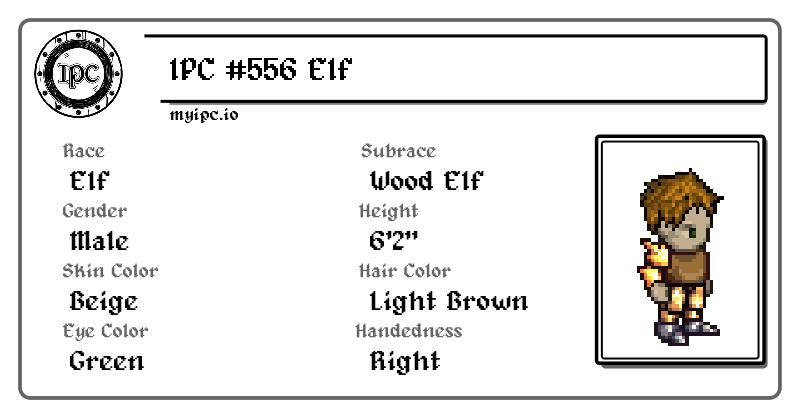 IPC
IPC #556 Elf
myipc.io
Race
Elf
Subrace
Wood Elf
Gender
Male
Height
6'2"
Skin Color
Beige
Hair Color
Light Brown
Eye Color
Green
Handedness
Right